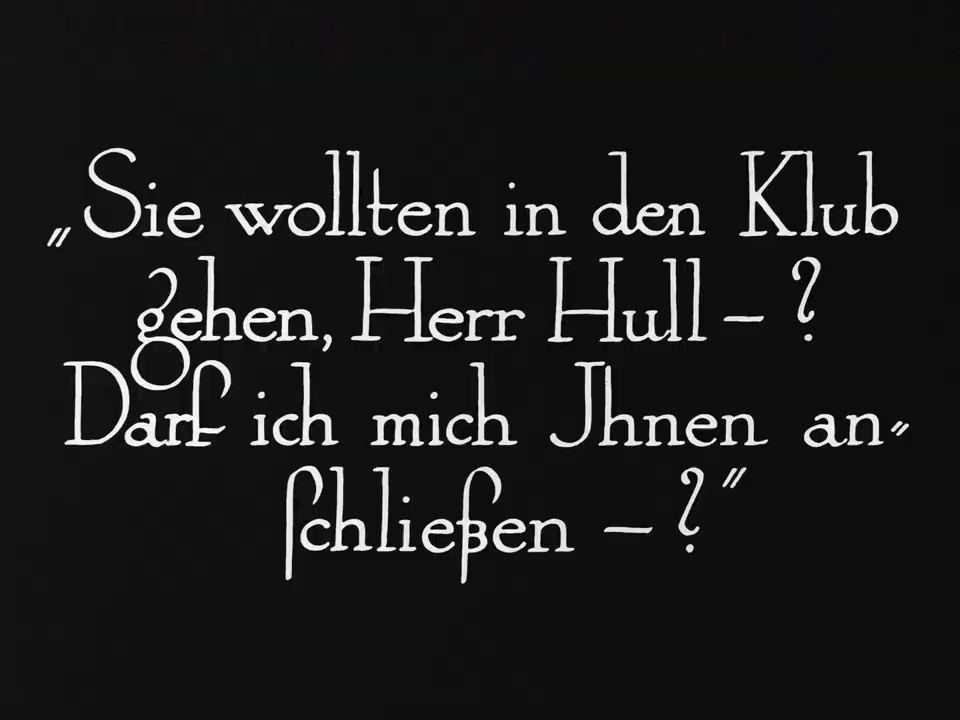 „Sie wollten in den Klub
gehen, Herr Hull – ?
Darf ich mich Jhnen an-
ſchließen – ?“